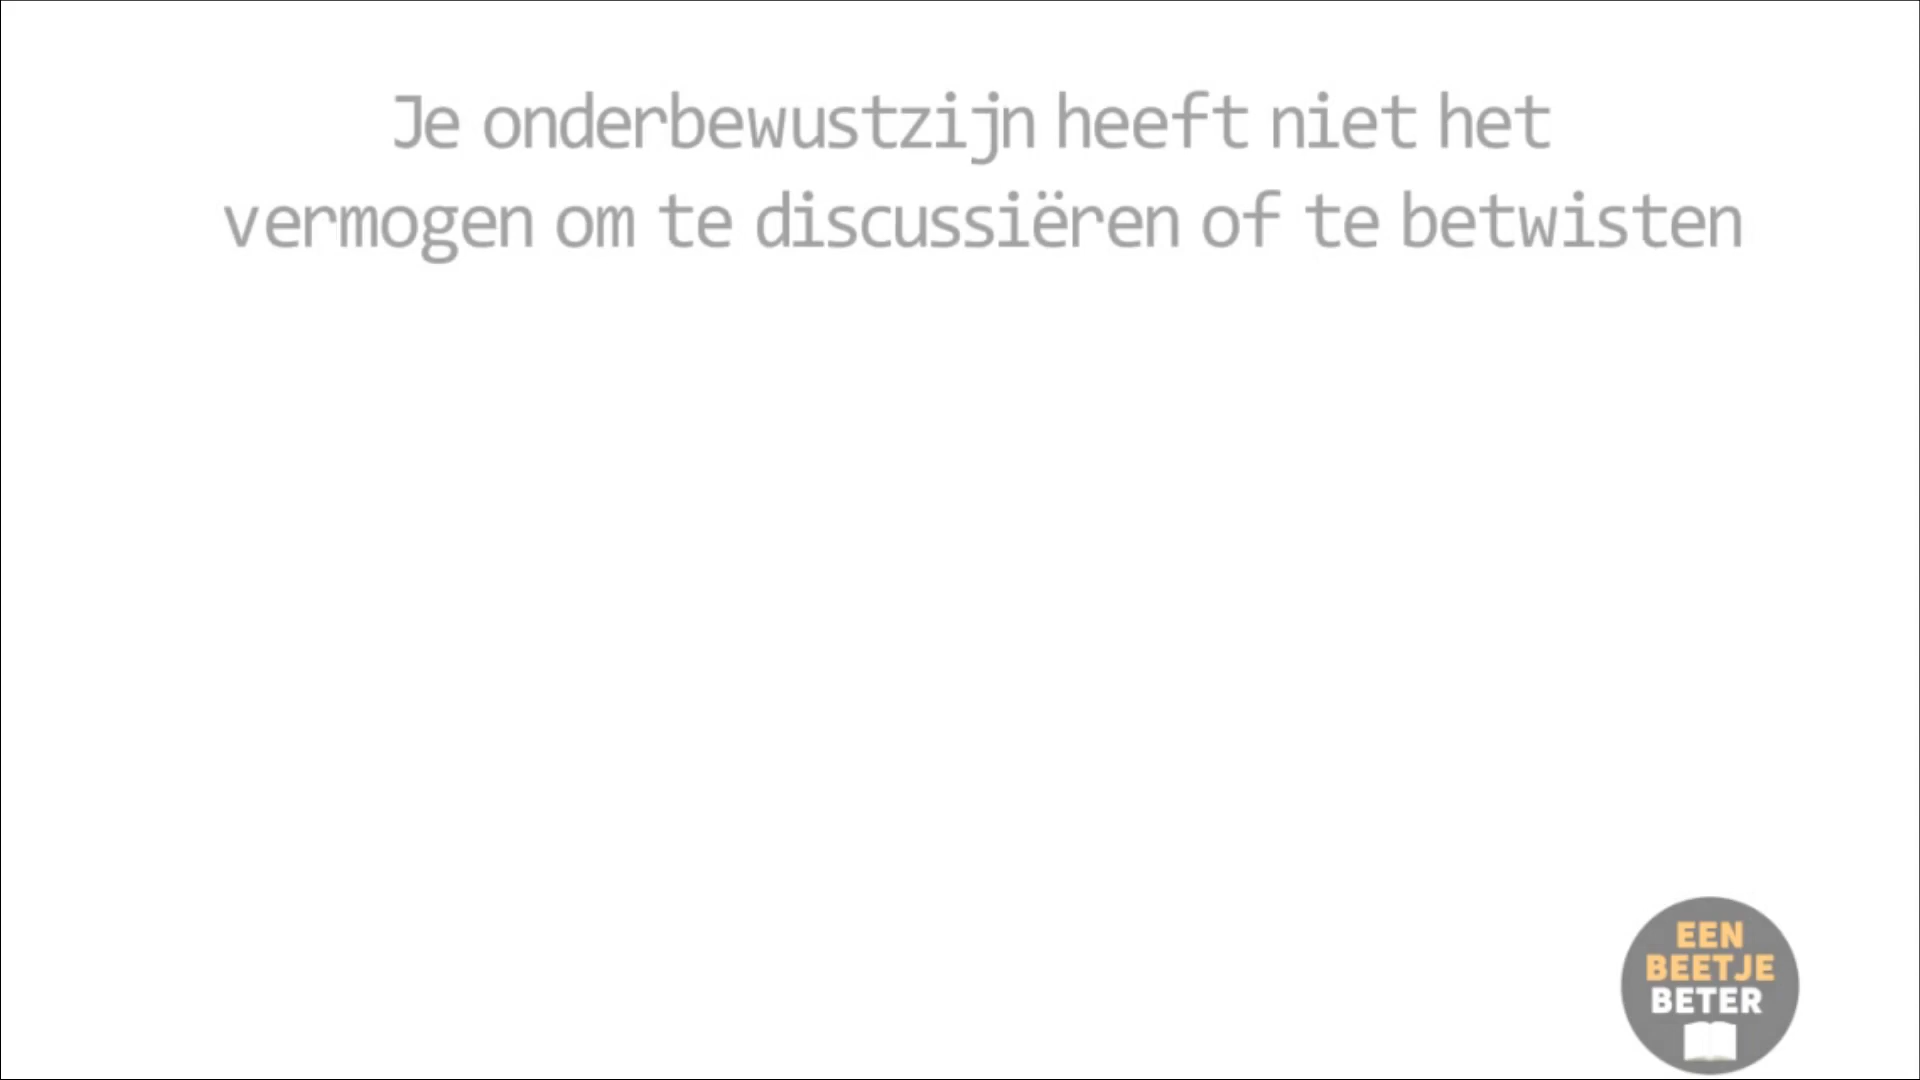 Je onderbewustzijn heeft niet het
vermogen om te discussiëren of te betwisten
EEN
BEETJE
BETER